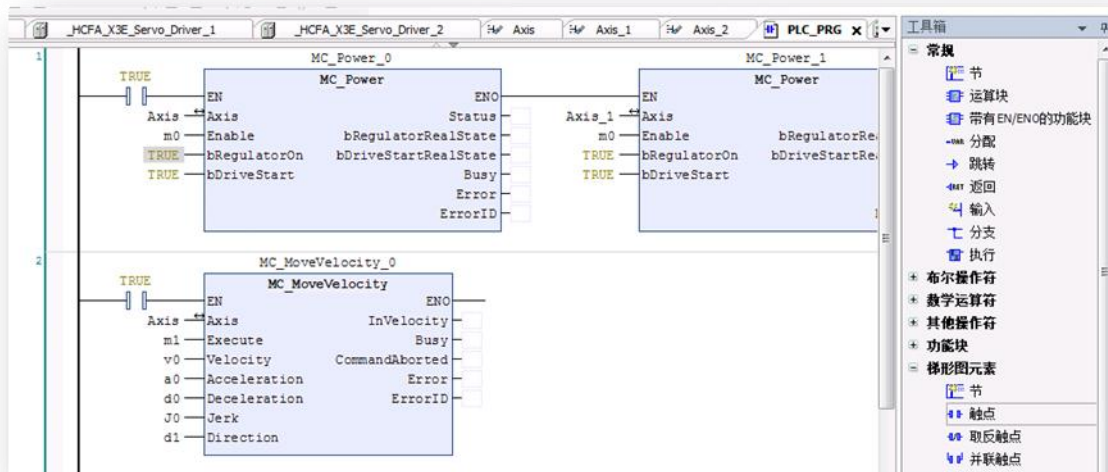 _HCFA_X3E_Servo_Driver_1 _HCFA_X3E_Servo_Driver_2 Axis Axis_1 Axis_2 PLC_PRG
工具箱
1
MC_Power_0 MC_Power_1
TRUE MC_Power MC_Power
EN ENO EN
Axis Axis Status Axis_1 Axis
m0 Enable bRegulatorRealState m0 Enable bRegulatorRe
TRUE bRegulatorOn bDriveStartRealState TRUE bRegulatorOn bDriveStartRe
TRUE bDriveStart Busy TRUE bDriveStart
Error
ErrorID
2
MC_MoveVelocity_0
TRUE MC_MoveVelocity
EN ENO
Axis Axis InVelocity
m1 Execute Busy
v0 Velocity CommandAborted
a0 Acceleration Error
d0 Deceleration ErrorID
J0 Jerk
d1 Direction
常规
节
运算块
带有EN/ENO的功能块
分配
跳转
返回
输入
分支
执行
布尔操作符
数学运算符
其他操作符
功能块
梯形图元素
节
触点
取反触点
并联触点